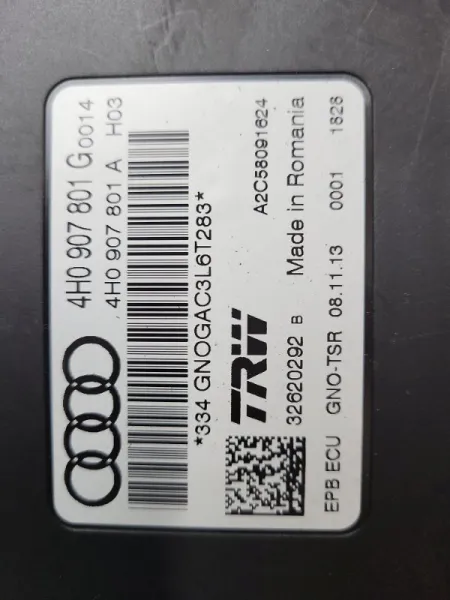 4H0 907 801 G 0014
4H0 907 801 A H03
*334 GNOGAC3L6T283*
TRW
A2C58091624
32620292 B Made in Romania
EPB ECU GNO-TSR 08.11.13 0001 1828